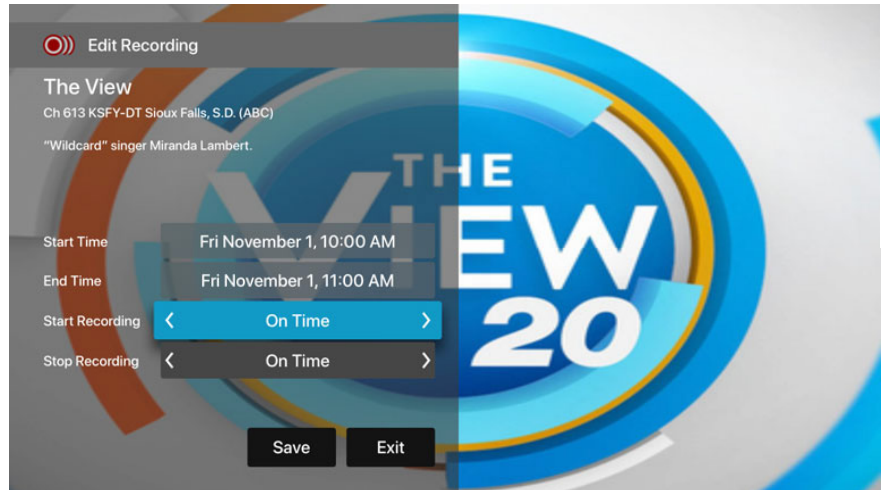 Edit Recording
The View
Ch 613 KSFY-DT Sioux Falls, S.D. (ABC)
"Wildcard" singer Miranda Lambert.
Start Time Fri November 1, 10:00 AM
End Time Fri November 1, 11:00 AM
Start Recording On Time
Stop Recording On Time
Save Exit
THE
VIEW
20